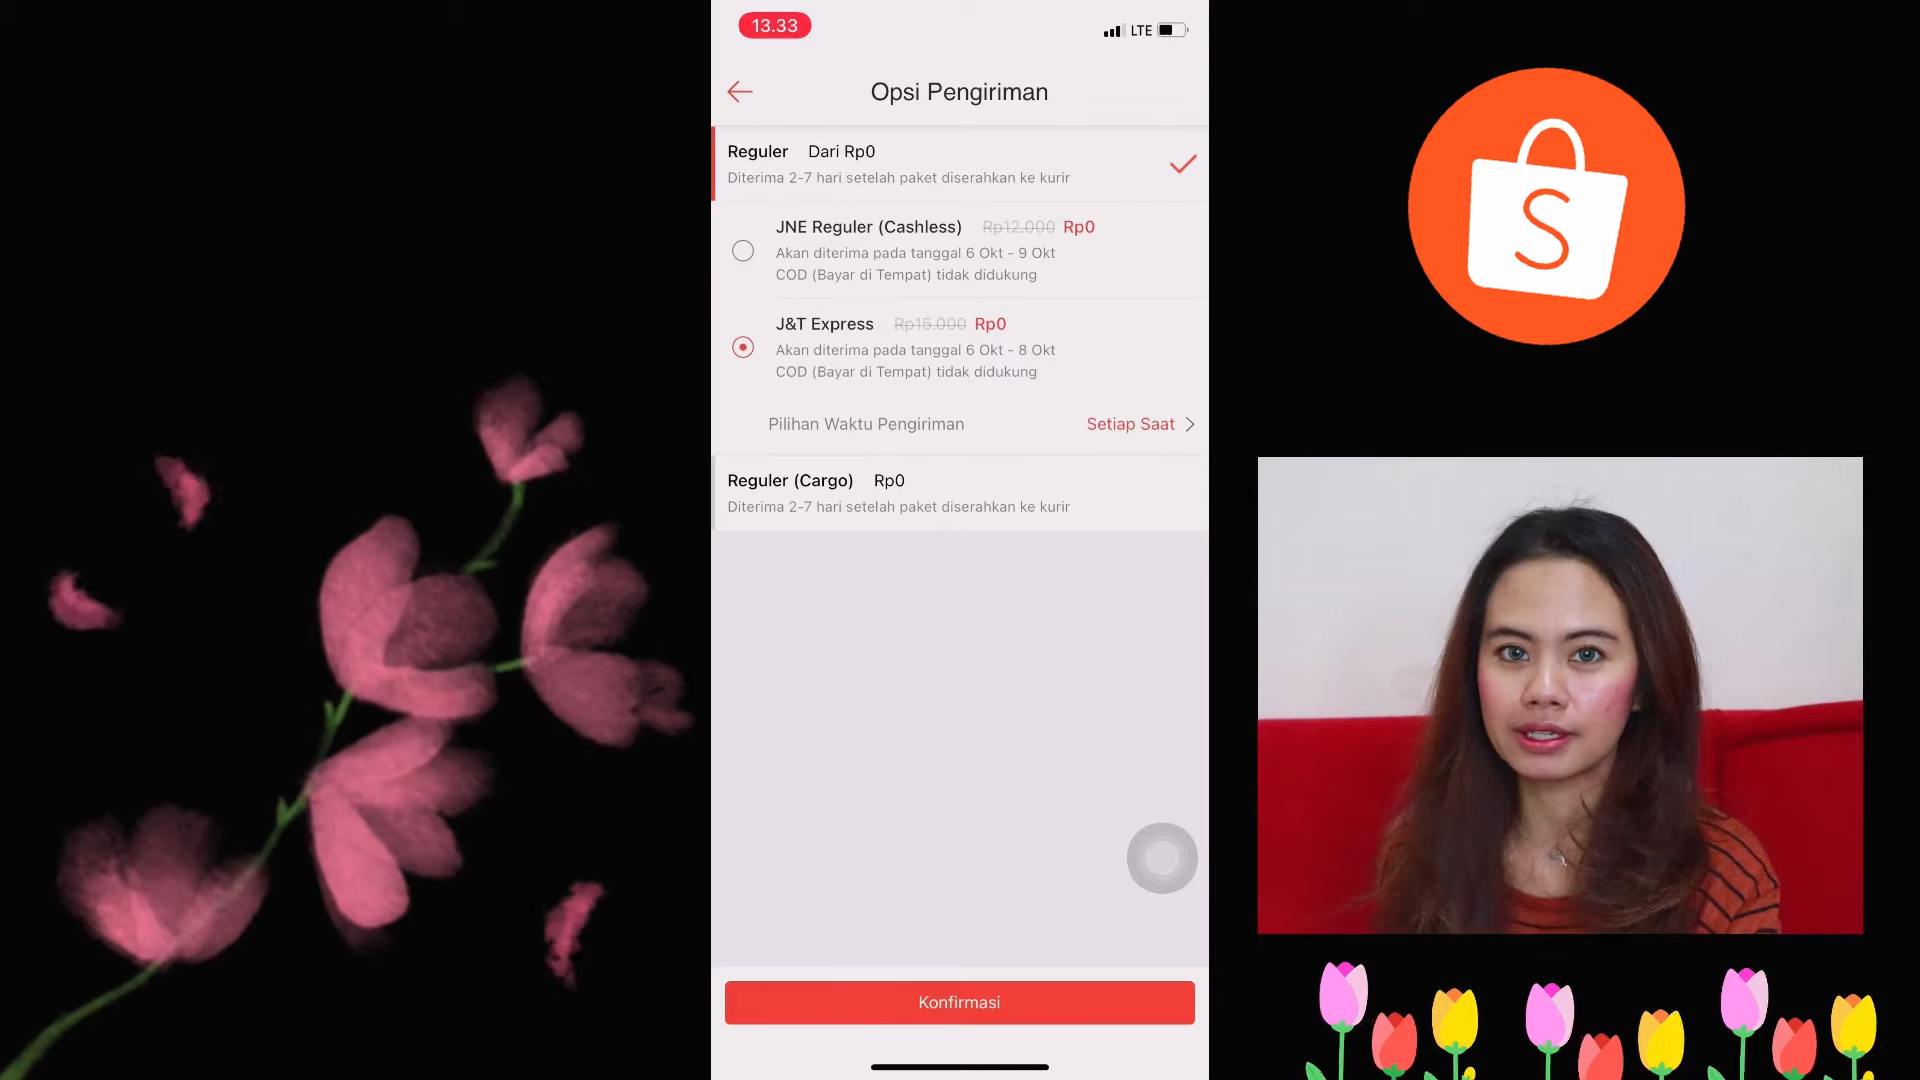 13.33
LTE
Opsi Pengiriman
Reguler Dari Rp0
Diterima 2-7 hari setelah paket diserahkan ke kurir
JNE Reguler (Cashless) Rp12.000 Rp0
Akan diterima pada tanggal 6 Okt - 9 Okt
COD (Bayar di Tempat) tidak didukung
J&T Express Rp15.000 Rp0
Akan diterima pada tanggal 6 Okt - 8 Okt
COD (Bayar di Tempat) tidak didukung
Pilihan Waktu Pengiriman Setiap Saat
Reguler (Cargo) Rp0
Diterima 2-7 hari setelah paket diserahkan ke kurir
Konfirmasi
S